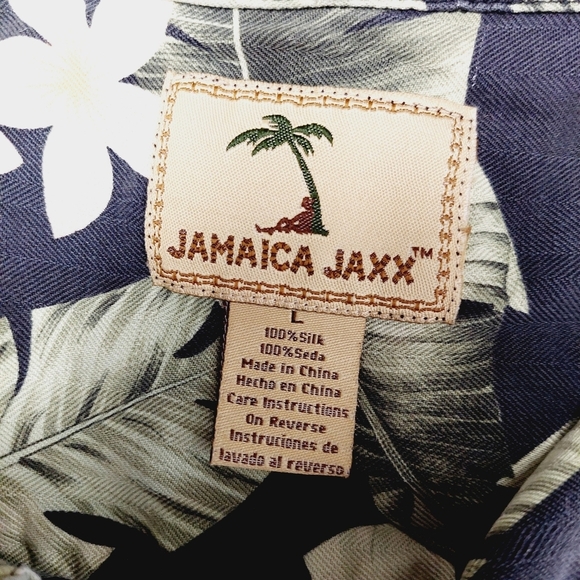 JAMAICA JAXX™
L
100%Silk
100%Seda
Made in China
Hecho en China
Care Instructions
On Reverse
Instruciones de
lavado al reverso